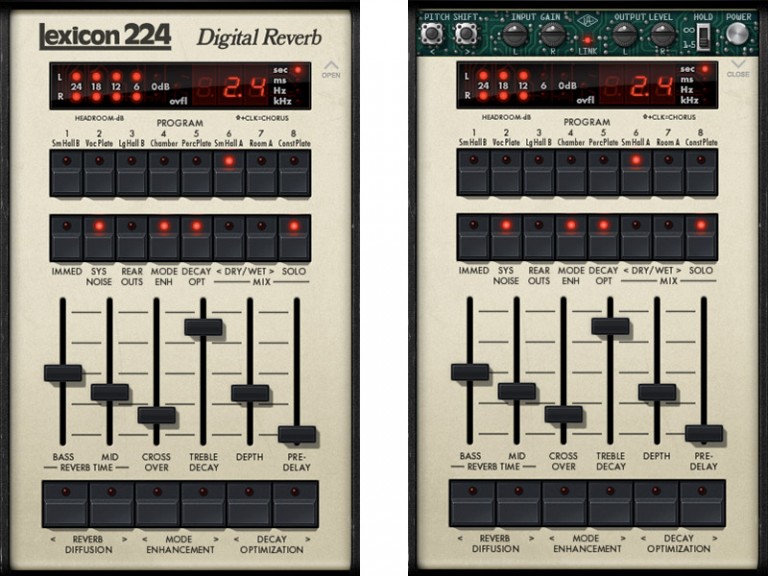 lexicon 224 Digital Reverb
L
R
24 18 12 6 0dB
ovfl
2.4
sec
ms
Hz
kHz
OPEN
HEADROOM-dB
PROGRAM
1 2 3 4 5 6 7 8
Sm Hall B Voc Plate Lg Hall B Chamber Perc Plate Sm Hall A Room A Const Plate
IMMED SYS NOISE REAR OUTS MODE ENH DECAY OPT < DRY/WET > SOLO
MIX
BASS MID CROSS OVER TREBLE DECAY DEPTH PRE-DELAY
REVERB TIME
< REVERB DIFFUSION > < MODE ENHANCEMENT > < DECAY OPTIMIZATION >
PITCH SHIFT INPUT GAIN OUTPUT LEVEL HOLD POWER
L R LINK L R
∞
1-5
L
R
24 18 12 6 0dB
ovfl
2.4
sec
ms
Hz
kHz
CLOSE
HEADROOM-dB
PROGRAM
1 2 3 4 5 6 7 8
Sm Hall B Voc Plate Lg Hall B Chamber Perc Plate Sm Hall A Room A Const Plate
IMMED SYS NOISE REAR OUTS MODE ENH DECAY OPT < DRY/WET > SOLO
MIX
BASS MID CROSS OVER TREBLE DECAY DEPTH PRE-DELAY
REVERB TIME
< REVERB DIFFUSION > < MODE ENHANCEMENT > < DECAY OPTIMIZATION >